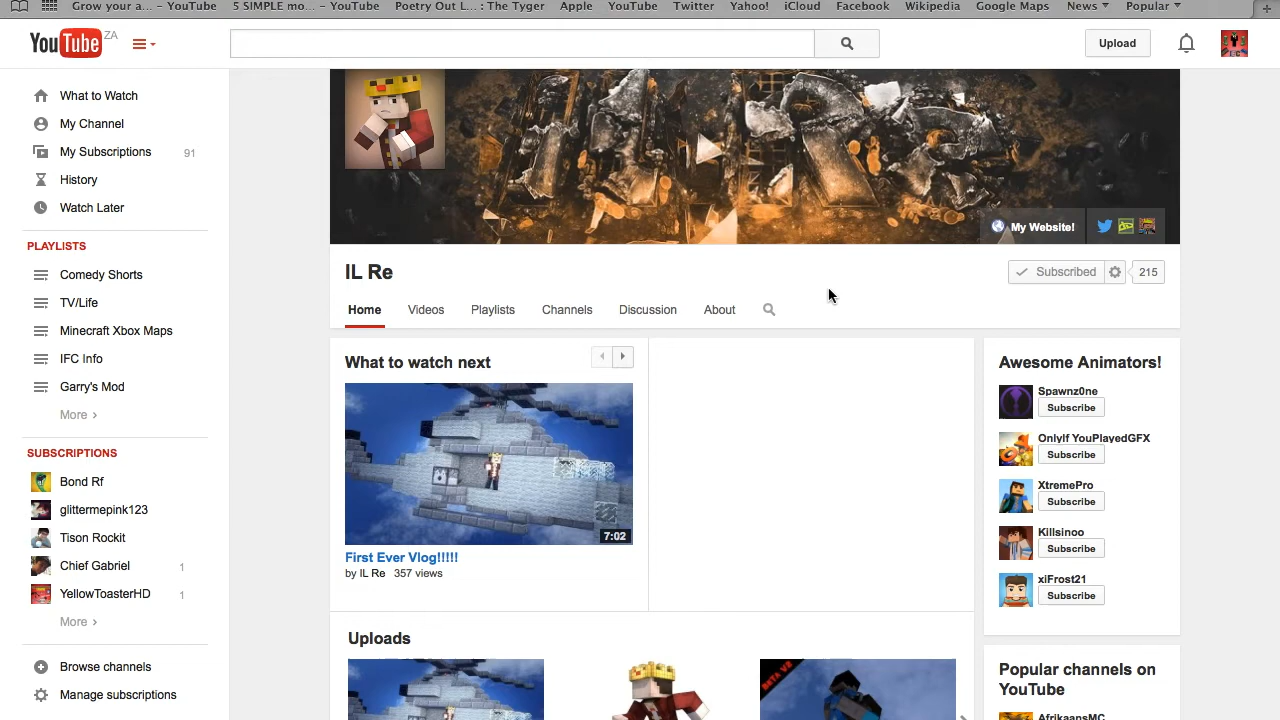 Grow your a... – YouTube 5 SIMPLE mo... – YouTube Poetry Out L... : The Tyger Apple YouTube Twitter Yahoo! iCloud Facebook Wikipedia Google Maps News Popular
YouTube ZA
Upload
What to Watch
My Channel
My Subscriptions 91
History
Watch Later
PLAYLISTS
Comedy Shorts
TV/Life
Minecraft Xbox Maps
IFC Info
Garry's Mod
More
SUBSCRIPTIONS
Bond Rf
glittermepink123
Tison Rockit
Chief Gabriel 1
YellowToasterHD 1
More
Browse channels
Manage subscriptions
My Website!
IL Re
Subscribed 215
Home Videos Playlists Channels Discussion About
What to watch next
7:02
First Ever Vlog!!!!!
by IL Re 357 views
Uploads
BETA V2
Awesome Animators!
Spawnz0ne
Subscribe
OnlyIf YouPlayedGFX
Subscribe
XtremePro
Subscribe
Killsinoo
Subscribe
xiFrost21
Subscribe
Popular channels on
YouTube
AfrikaansMC